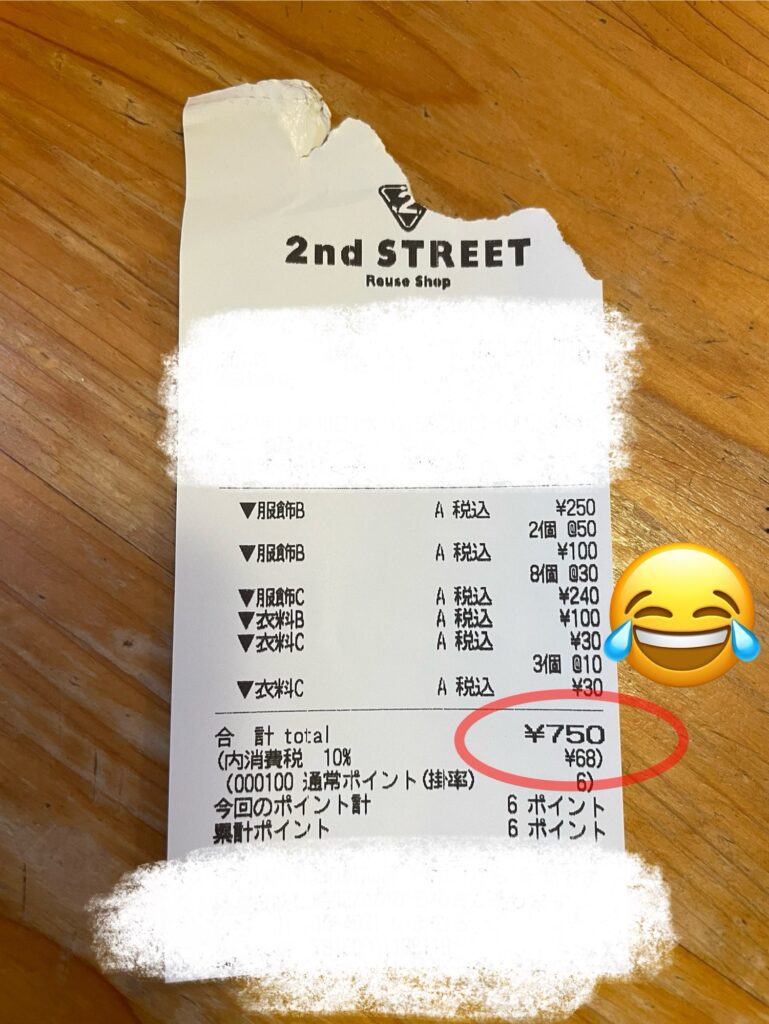 2nd STREET
Reuse Shop
▼服飾B A 税込 ¥250
2個 @50
▼服飾B A 税込 ¥100
8個 @30
▼服飾C A 税込 ¥240
▼衣料B A 税込 ¥100
▼衣料C A 税込 ¥30
3個 @10
▼衣料C A 税込 ¥30
合 計 total ¥750
(内消費税 10% ¥68)
(000100 通常ポイント(掛率) 6)
今回のポイント計 6 ポイント
累計ポイント 6 ポイント